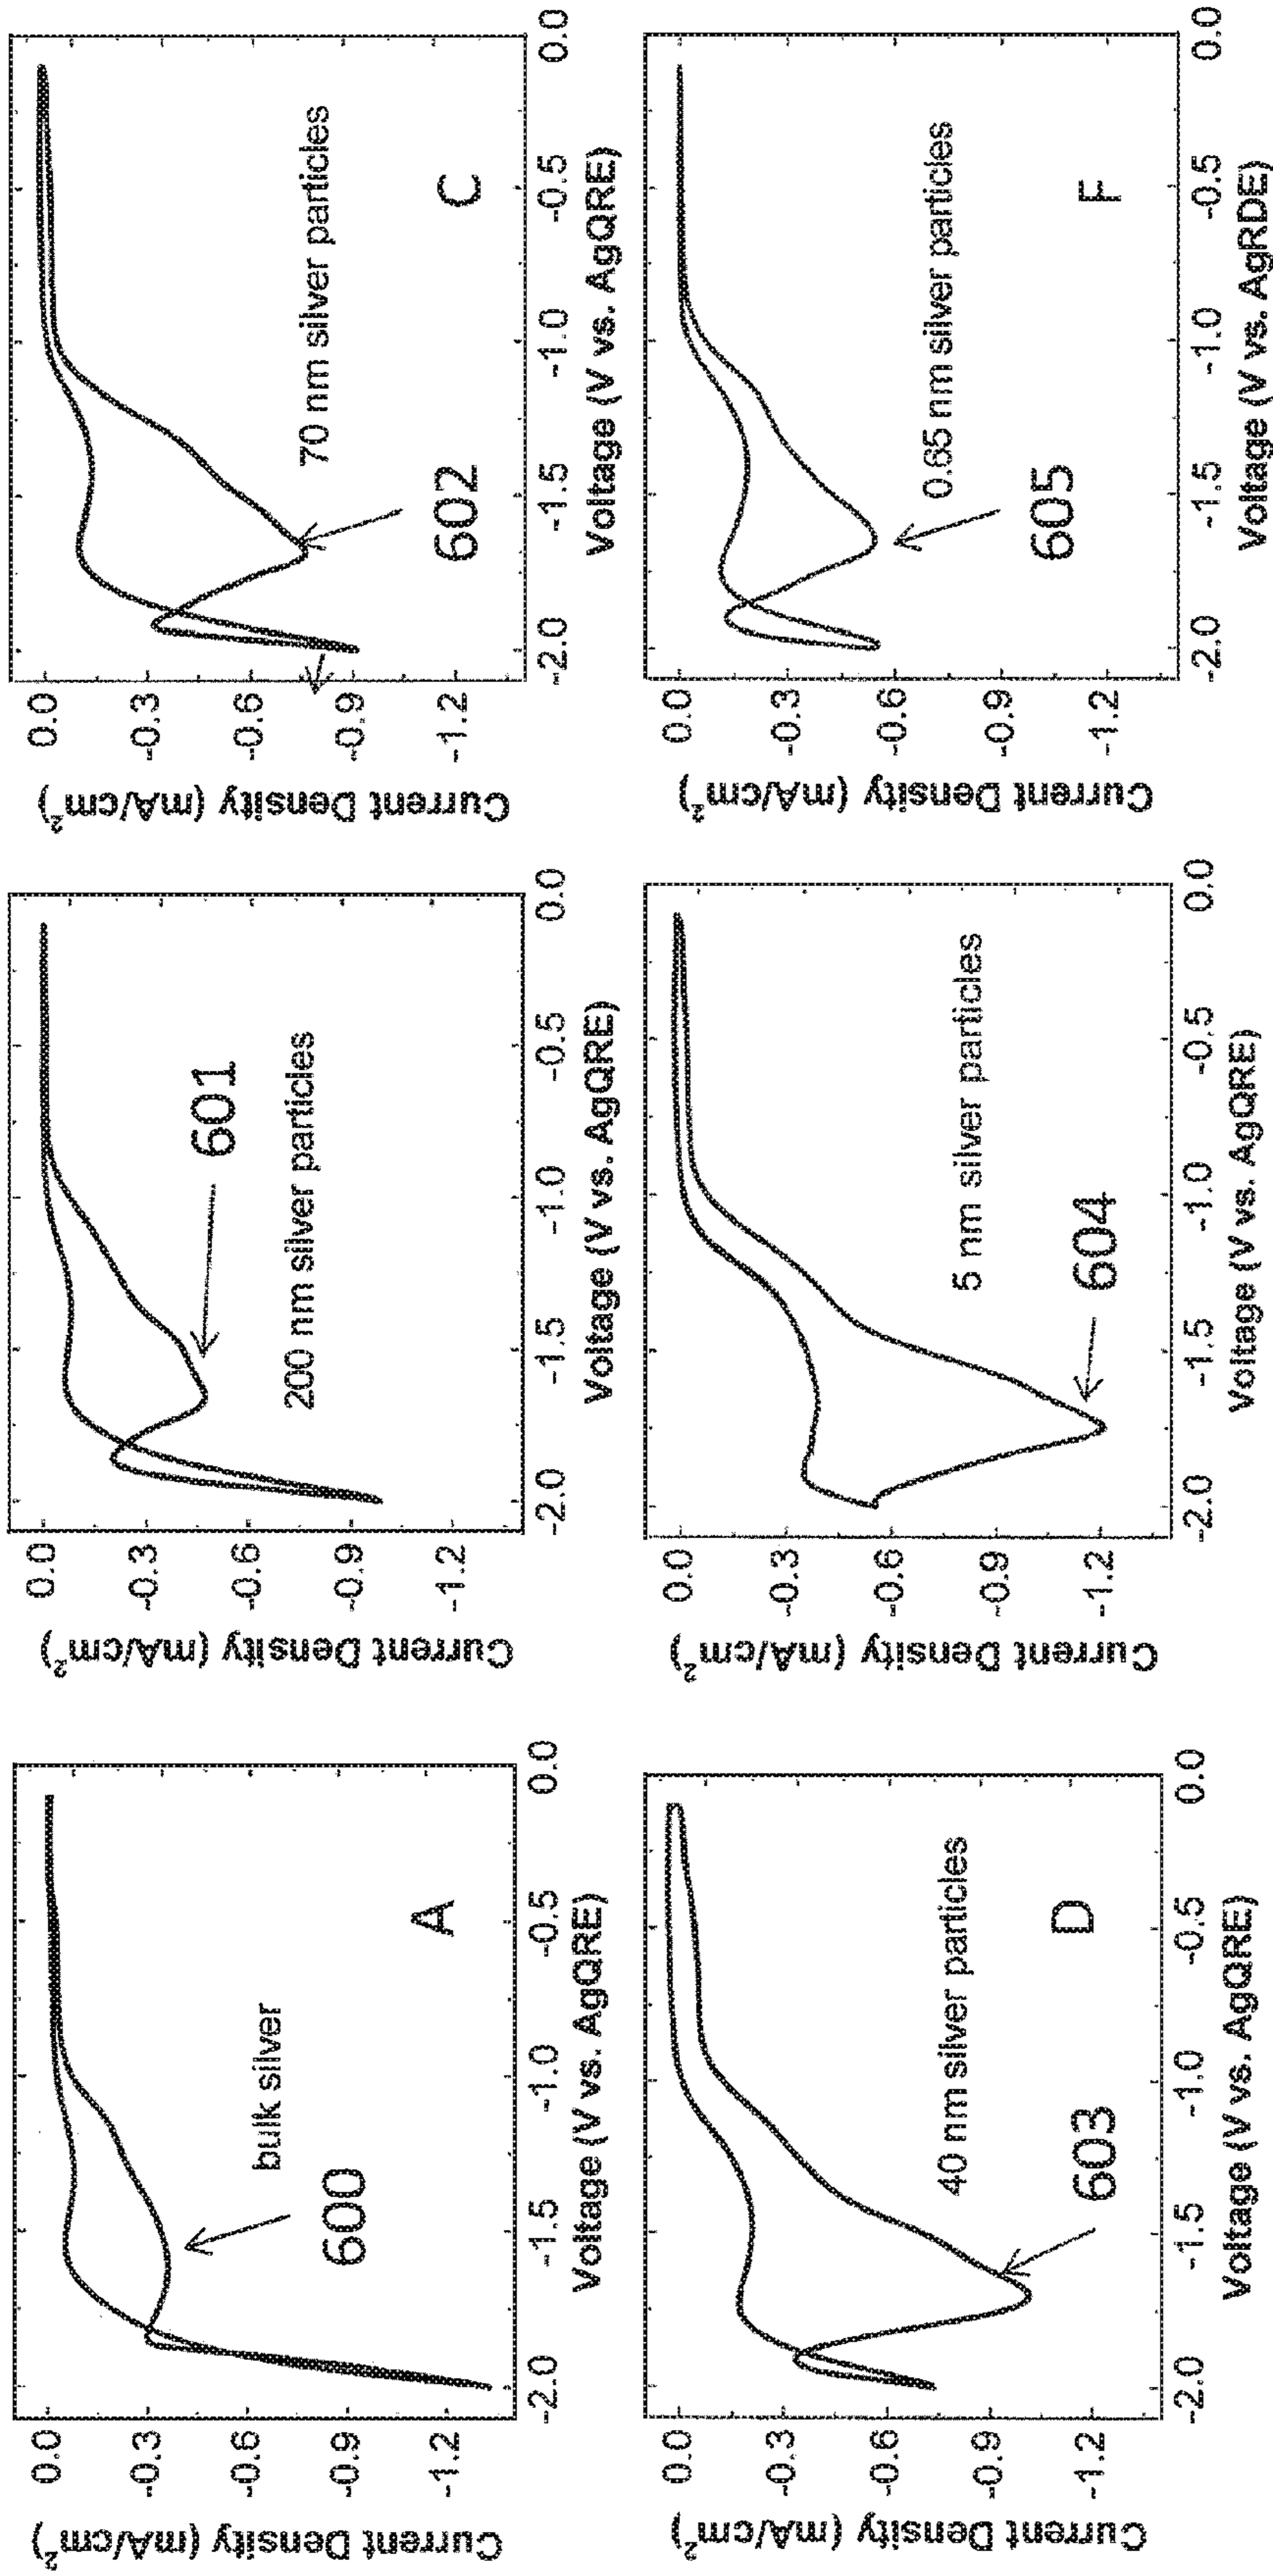 Current Density (mA/cm²)
0.0
-0.3
-0.6
-0.9
-1.2
bulk silver
600
A
-2.0 -1.5 -1.0 -0.5 0.0
Voltage (V vs. AgQRE)
Current Density (mA/cm²)
0.0
-0.3
-0.6
-0.9
-1.2
601
200 nm silver particles
-2.0 -1.5 -1.0 -0.5 0.0
Voltage (V vs. AgQRE)
Current Density (mA/cm²)
0.0
-0.3
-0.6
-0.9
-1.2
70 nm silver particles
602
C
-2.0 -1.5 -1.0 -0.5 0.0
Voltage (V vs. AgQRE)
Current Density (mA/cm²)
0.0
-0.3
-0.6
-0.9
-1.2
40 nm silver particles
603
D
-2.0 -1.5 -1.0 -0.5 0.0
Voltage (V vs. AgQRE)
Current Density (mA/cm²)
0.0
-0.3
-0.6
-0.9
-1.2
5 nm silver particles
604
-2.0 -1.5 -1.0 -0.5 0.0
Voltage (V vs. AgQRE)
Current Density (mA/cm²)
0.0
-0.3
-0.6
-0.9
-1.2
0.65 nm silver particles
605
F
-2.0 -1.5 -1.0 -0.5 0.0
Voltage (V vs. AgRDE)